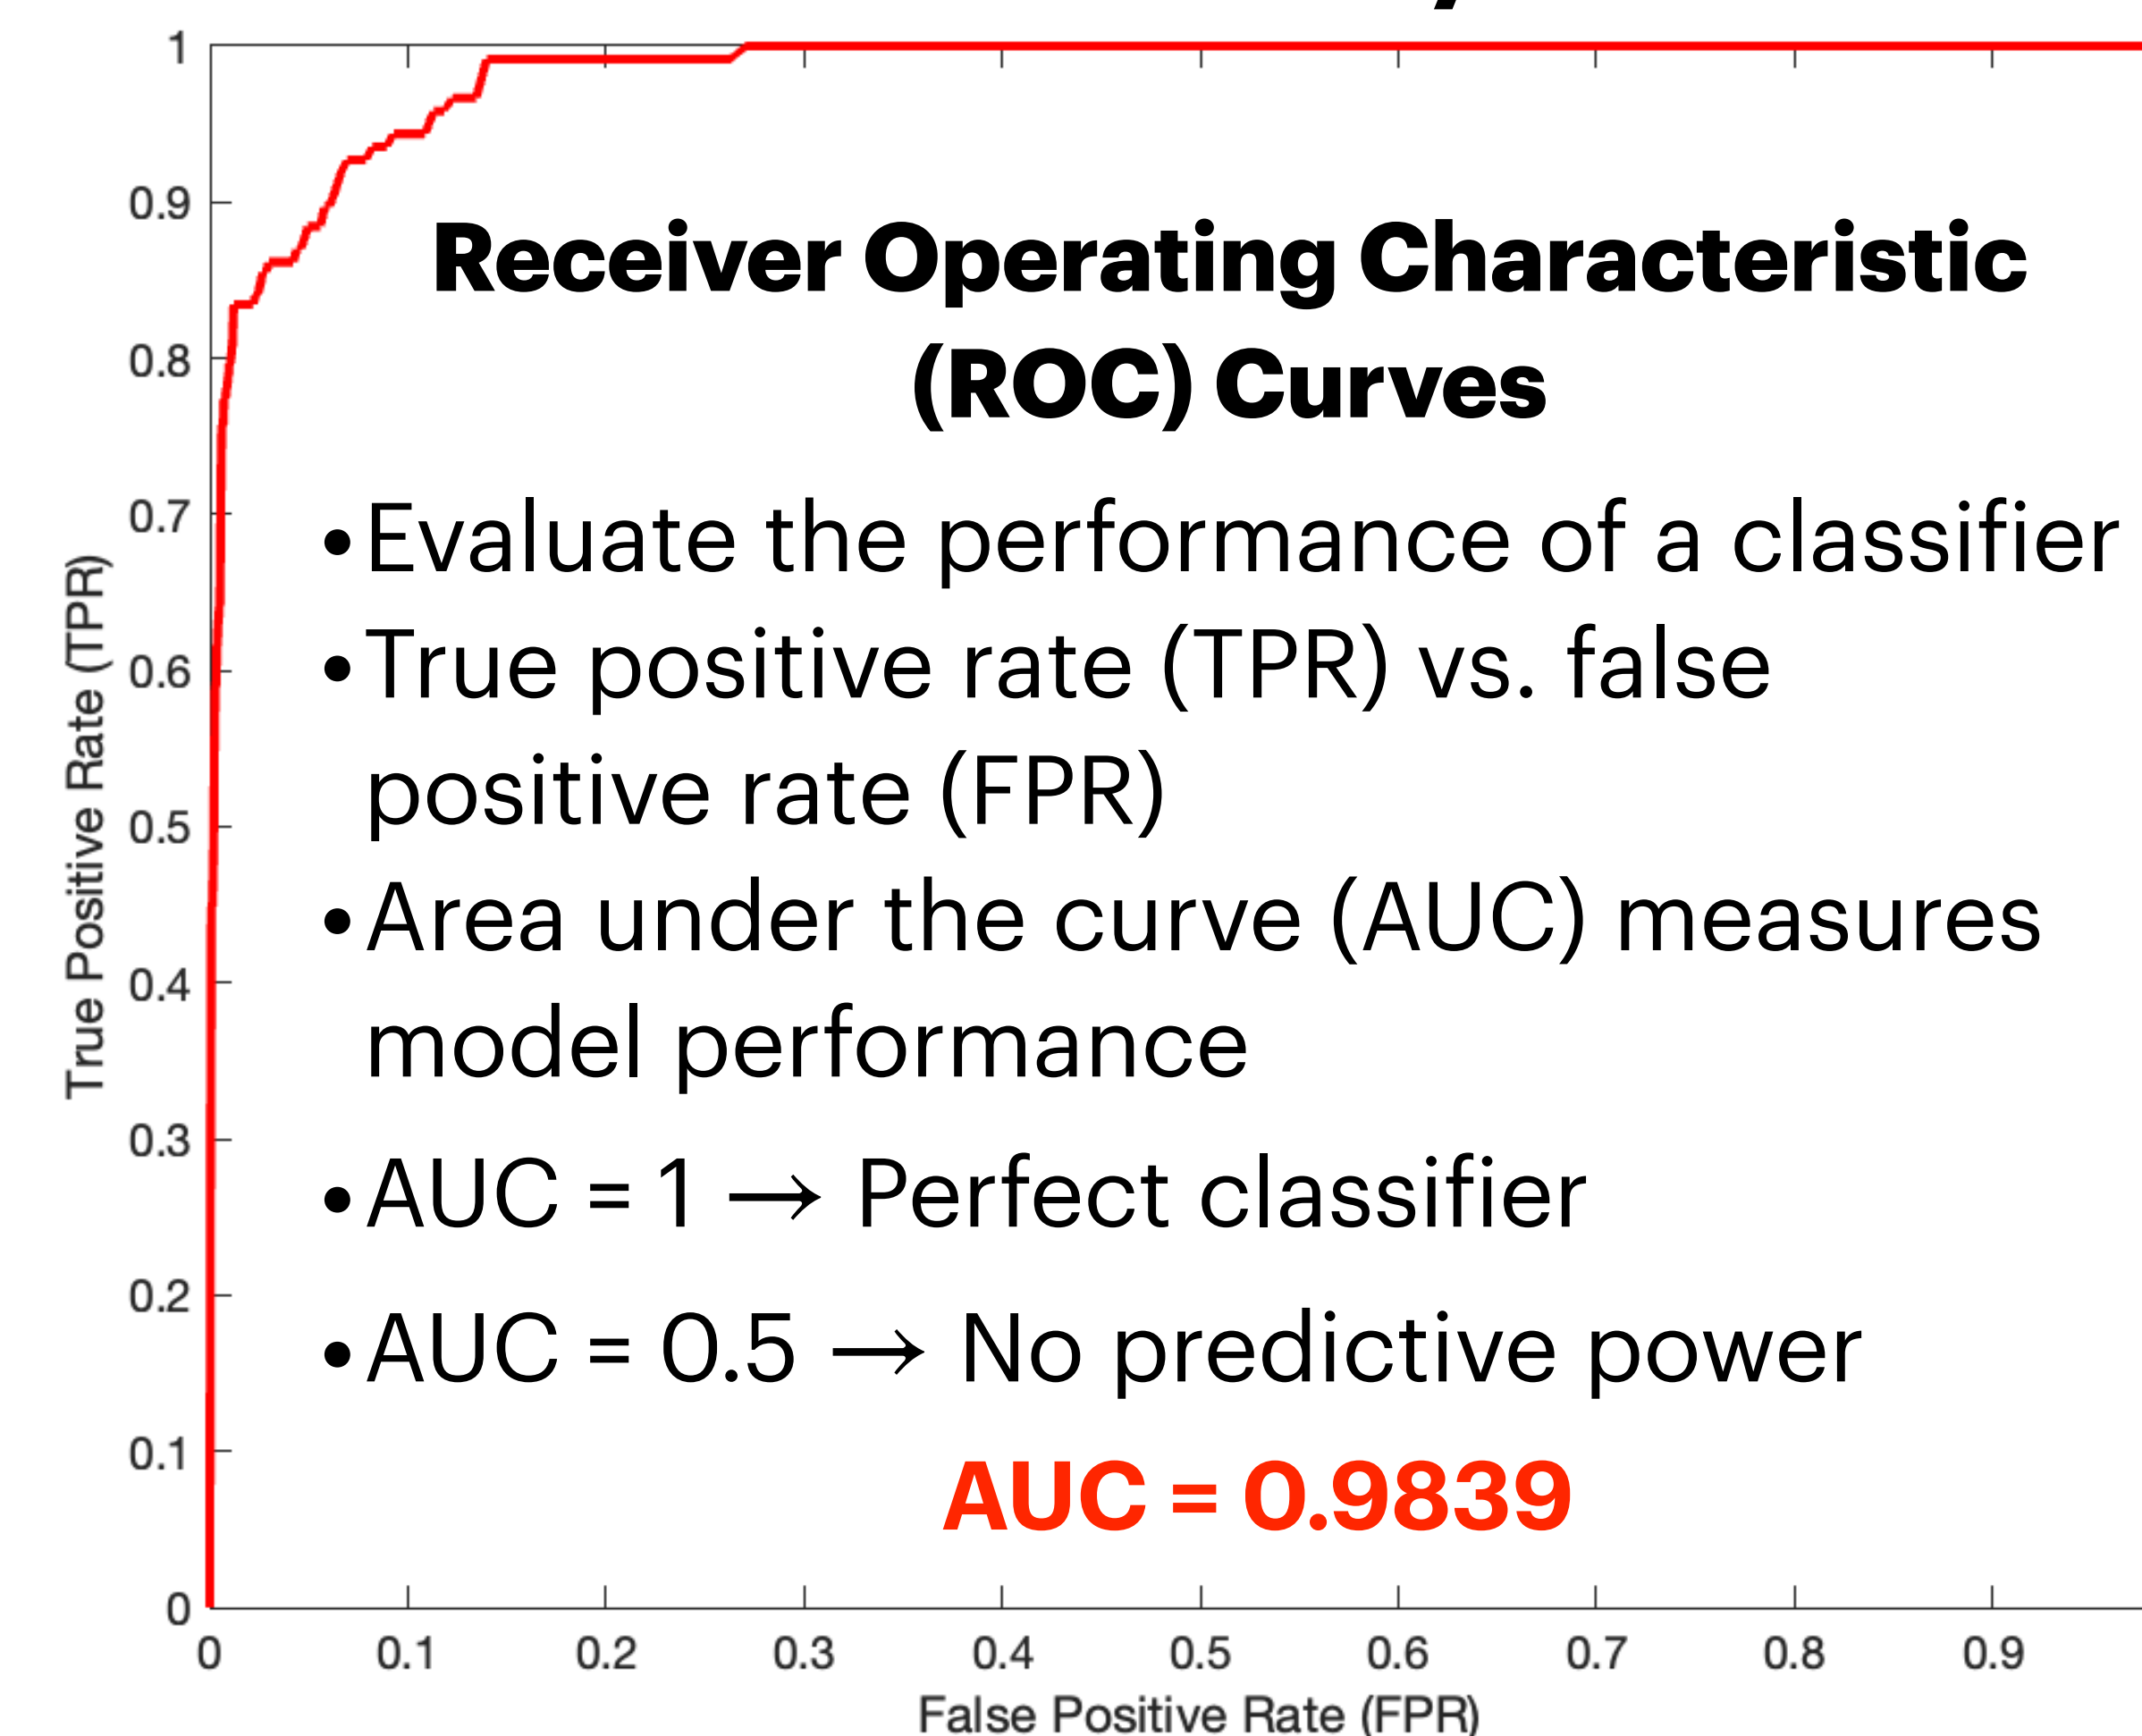 Receiver Operating Characteristic
(ROC) Curves
•Evaluate the performance of a classifier
•True positive rate (TPR) vs. false
positive rate (FPR)
•Area under the curve (AUC) measures
model performance
•AUC = 1 → Perfect classifier
•AUC = 0.5 → No predictive power
AUC = 0.9839
True Positive Rate (TPR)
1
0.9
0.8
0.7
0.6
0.5
0.4
0.3
0.2
0.1
0
0 0.1 0.2 0.3 0.4 0.5 0.6 0.7 0.8 0.9
False Positive Rate (FPR)